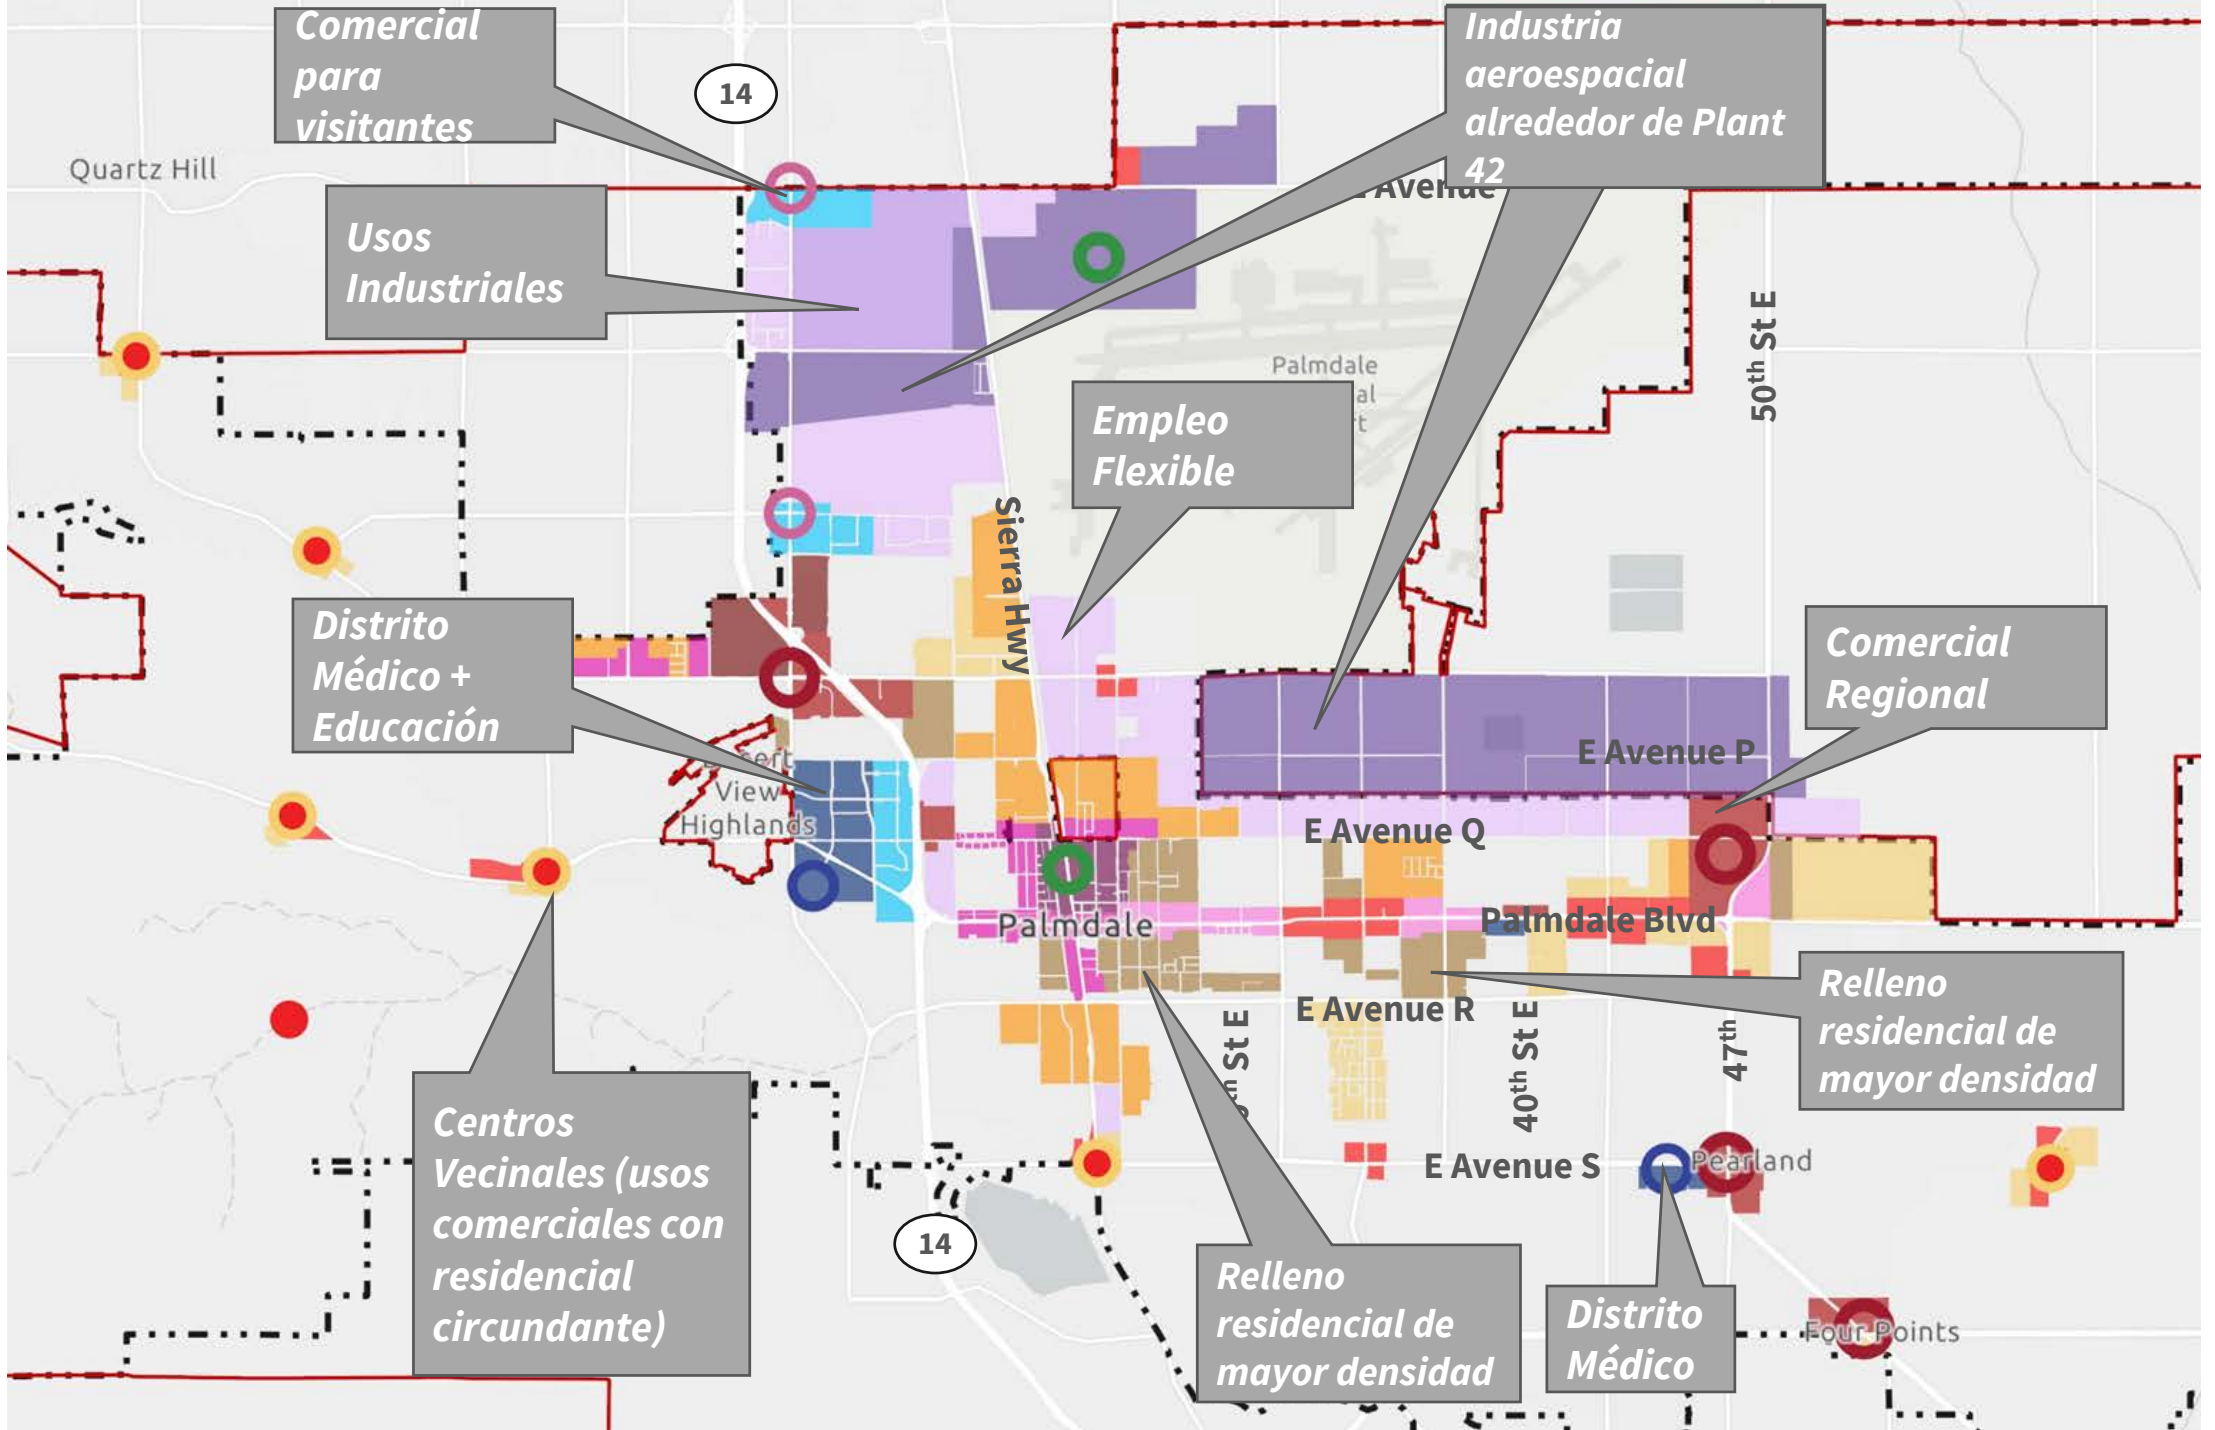 Comercial
para
visitantes
Industria
aeroespacial
alrededor de Plant
42
14
Quartz Hill
E Avenue
Usos
Industriales
50th St E
Palmdale
Empleo
Flexible
Sierra Hwy
Distrito
Médico +
Educación
Comercial
Regional
View
Highlands
E Avenue P
E Avenue Q
Palmdale
Palmdale Blvd
Relleno
residencial de
mayor densidad
E Avenue R
St E
40th St E
47th
Centros
Vecinales (usos
comerciales con
residencial
circundante)
E Avenue S
Pearland
14
Relleno
residencial de
mayor densidad
Distrito
Médico
Four Points